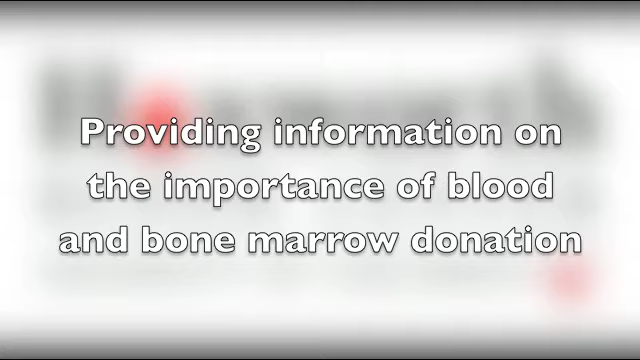 Providing information on
the importance of blood
and bone marrow donation